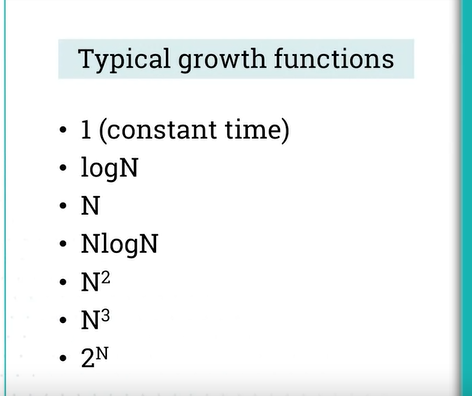 Typical growth functions
• 1 (constant time)
• logN
• N
• NlogN
• N²
• N³
• 2ᴺ